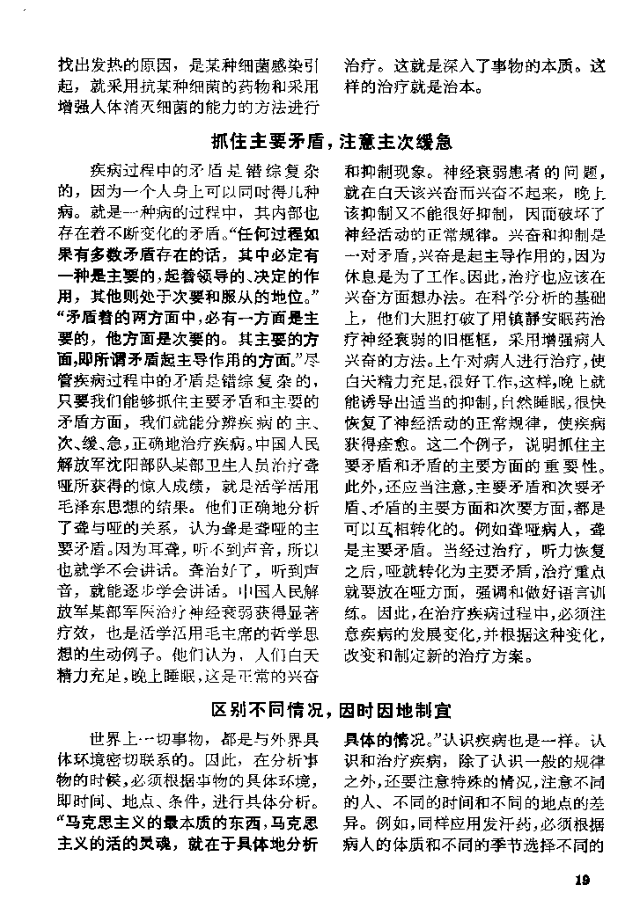 找出发热的原因，是某种细菌感染引
起，就采用抗某种细菌的药物和采用
增强人体消灭细菌的能力的方法进行
治疗。这就是深入了事物的本质。这
样的治疗就是治本。
抓住主要矛盾，注意主次缓急
疾病过程中的矛盾是错综复杂
的，因为一个人身上可以同时得几种
病。就是一种病的过程中，其内部也
存在着不断变化的矛盾。“任何过程如
果有多数矛盾存在的话，其中必定有
一种是主要的，起着领导的、决定的作
用，其他则处于次要和服从的地位。”
“矛盾着的两方面中，必有一方面是主
要的，他方面是次要的。其主要的方
面，即所谓矛盾起主导作用的方面。”尽
管疾病过程中的矛盾是错综复杂的，
只要我们能够抓住主要矛盾和主要的
矛盾方面，我们就能分辨疾病的主、
次、缓、急，正确地治疗疾病。中国人民
解放军沈阳部队某部卫生人员治疗聋
哑所获得的惊人成绩，就是活学活用
毛泽东思想的结果。他们正确地分析
了聋与哑的关系，认为聋是聋哑的主
要矛盾。因为耳聋，听不到声音，所以
也就学不会讲话。聋治好了，听到声
音，就能逐步学会讲话。中国人民解
放军某部军医治疗神经衰弱获得显著
疗效，也是活学活用毛主席的哲学思
想的生动例子。他们认为，人们白天
精力充足，晚上睡眠，这是正常的兴奋
和抑制现象。神经衰弱患者的问题，
就在白天该兴奋而兴奋不起来，晚上
该抑制又不能很好抑制，因而破坏了
神经活动的正常规律。兴奋和抑制是
一对矛盾，兴奋是起主导作用的，因为
休息是为了工作。因此，治疗也应该在
兴奋方面想办法。在科学分析的基础
上，他们大胆打破了用镇静安眠药治
疗神经衰弱的旧框框，采用增强病人
兴奋的方法。上午对病人进行治疗，使
白天精力充足，很好工作，这样，晚上就
能诱导出适当的抑制，自然睡眠，很快
恢复了神经活动的正常规律，使疾病
获得痊愈。这二个例子，说明抓住主
要矛盾和矛盾的主要方面的重要性。
此外，还应当注意，主要矛盾和次要矛
盾、矛盾的主要方面和次要方面，都是
可以互相转化的。例如聋哑病人，聋
是主要矛盾。当经过治疗，听力恢复
之后，哑就转化为主要矛盾，治疗重点
就要放在哑方面，强调和做好语言训
练。因此，在治疗疾病过程中，必须注
意疾病的发展变化，并根据这种变化，
改变和制定新的治疗方案。
区别不同情况，因时因地制宜
世界上一切事物，都是与外界具
体环境密切联系的。因此，在分析事
物的时候，必须根据事物的具体环境，
即时间、地点、条件，进行具体分析。
“马克思主义的最本质的东西，马克思
主义的活的灵魂，就在于具体地分析
具体的情况。”认识疾病也是一样。认
识和治疗疾病，除了认识一般的规律
之外，还要注意特殊的情况，注意不同
的人、不同的时间和不同的地点的差
异。例如，同样应用发汗药，必须根据
病人的体质和不同的季节选择不同的
19